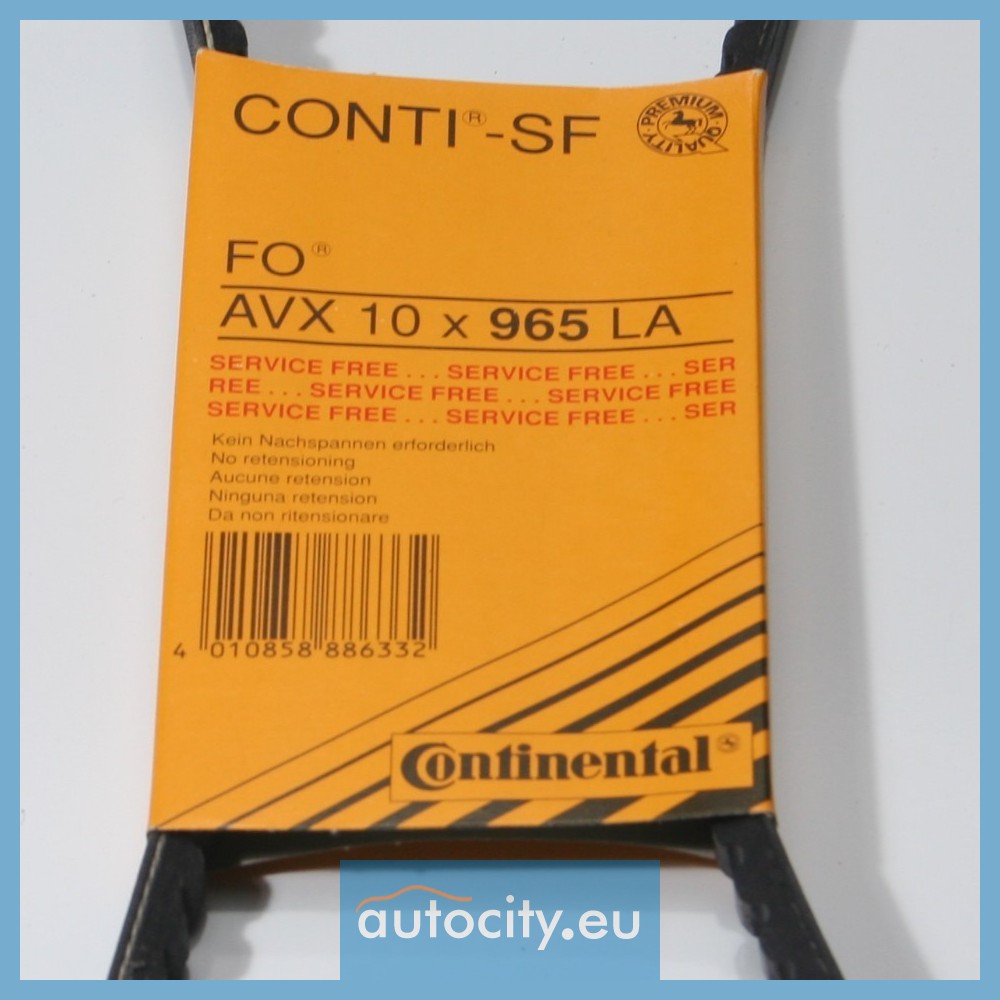 CONTI®-SF
PREMIUM QUALITY
FO®
AVX 10 x 965 LA
SERVICE FREE ... SERVICE FREE ... SER
REE ... SERVICE FREE ... SERVICE FREE
SERVICE FREE ... SERVICE FREE ... SER
Kein Nachspannen erforderlich
No retensioning
Aucune retension
Ninguna retension
Da non ritensionare
4 010858 886332
Continental
autocity.eu